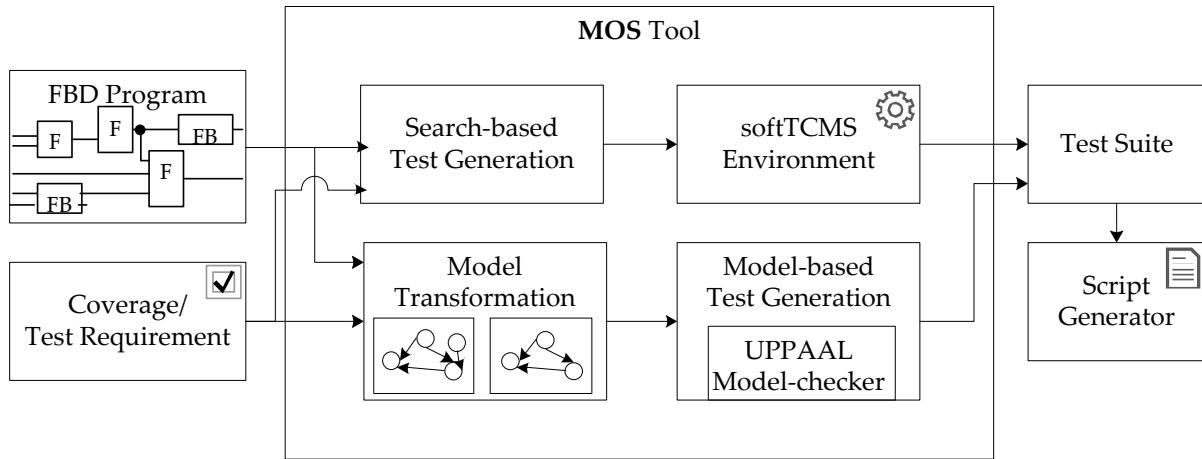 MOS Tool
FBD Program
F
F
FB
F
FB
Coverage/
Test Requirement
Search-based
Test Generation
softTCMS
Environment
Model
Transformation
Model-based
Test Generation
UPPAAL
Model-checker
Test Suite
Script
Generator